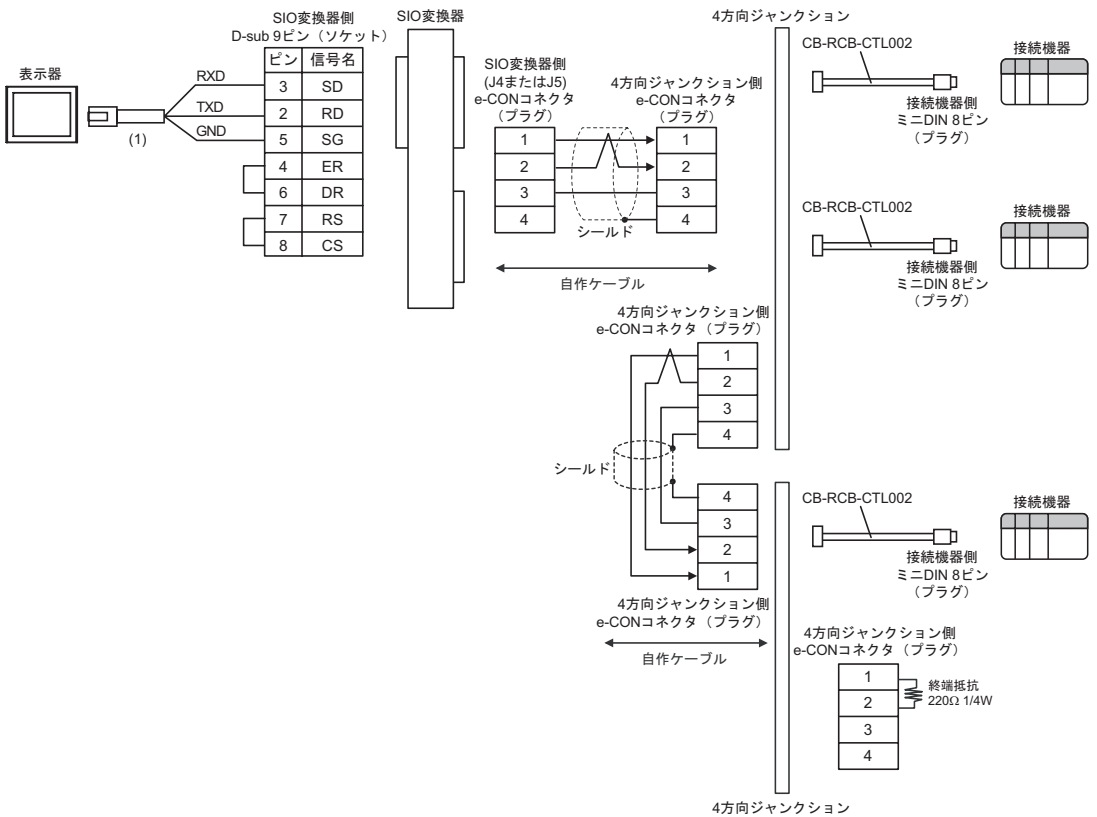 表示器
(1)
RXD
TXD
GND
SIO変換器側
D-sub 9ピン（ソケット）
ピン 信号名
3 SD
2 RD
5 SG
4 ER
6 DR
7 RS
8 CS
SIO変換器
SIO変換器側
(J4またはJ5)
e-CONコネクタ
（プラグ）
1
2
3
4
シールド
4方向ジャンクション側
e-CONコネクタ
（プラグ）
1
2
3
4
自作ケーブル
4方向ジャンクション
CB-RCB-CTL002
接続機器側
ミニDIN 8ピン
（プラグ）
接続機器
CB-RCB-CTL002
接続機器側
ミニDIN 8ピン
（プラグ）
接続機器
4方向ジャンクション側
e-CONコネクタ（プラグ）
1
2
3
4
シールド
4
3
2
1
4方向ジャンクション側
e-CONコネクタ（プラグ）
自作ケーブル
CB-RCB-CTL002
接続機器側
ミニDIN 8ピン
（プラグ）
接続機器
4方向ジャンクション側
e-CONコネクタ（プラグ）
1
2
3
4
終端抵抗
220Ω 1/4W
4方向ジャンクション